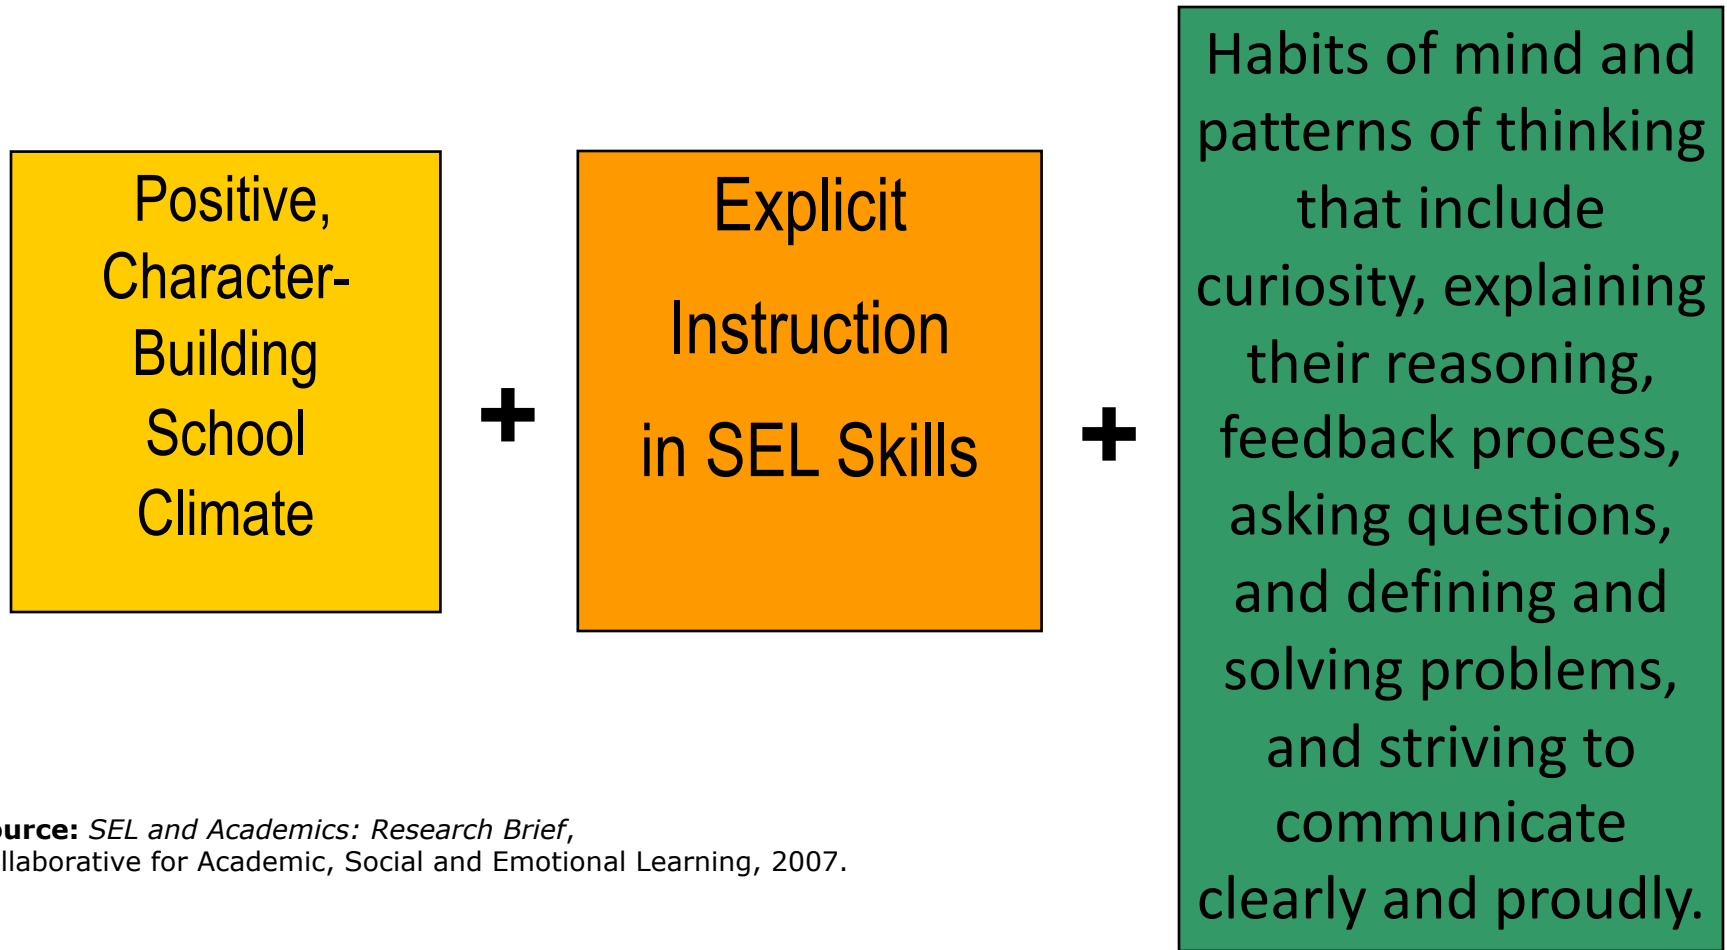 Positive,
Character-
Building
School
Climate
+
Explicit
Instruction
in SEL Skills
+
Habits of mind and
patterns of thinking
that include
curiosity, explaining
their reasoning,
feedback process,
asking questions,
and defining and
solving problems,
and striving to
communicate
clearly and proudly.
ource: SEL and Academics: Research Brief,
llaborative for Academic, Social and Emotional Learning, 2007.